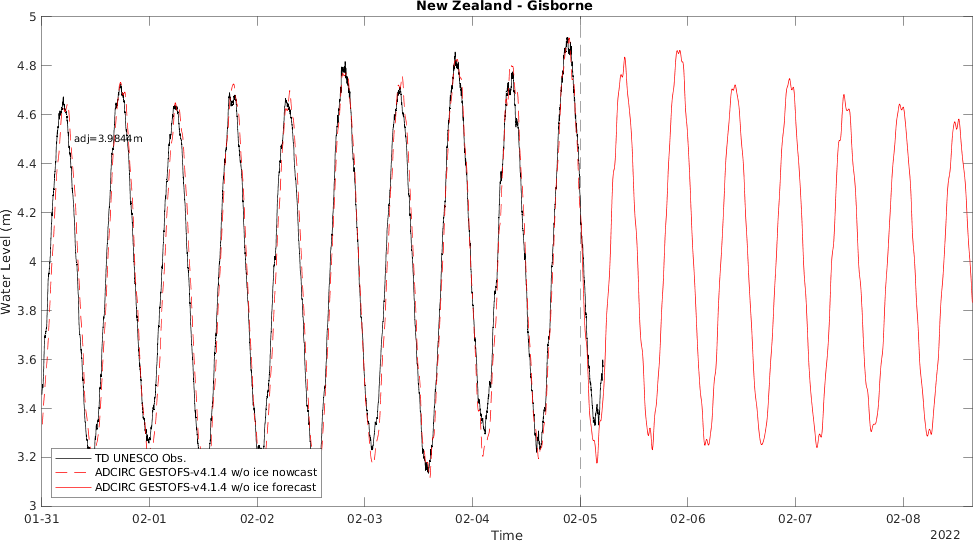 New Zealand - Gisborne
5
4.8
4.6
adj=3.9844m
4.4
4.2
4
3.8
3.6
3.4
3.2
3
Water Level (m)
TD UNESCO Obs.
ADCIRC GESTOFS-v4.1.4 w/o ice nowcast
ADCIRC GESTOFS-v4.1.4 w/o ice forecast
01-31 02-01 02-02 02-03 02-04 02-05 02-06 02-07 02-08
Time
2022